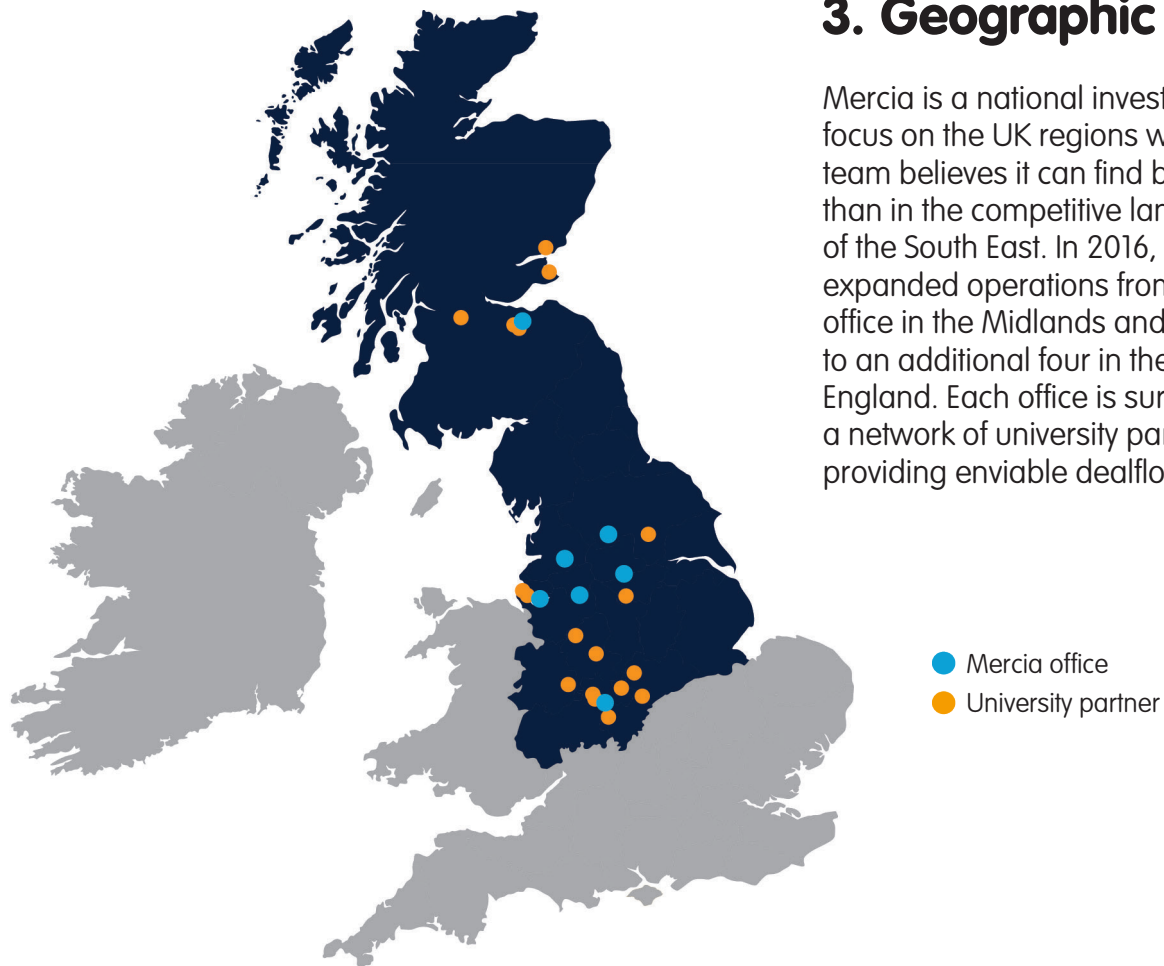 3. Geographic
Mercia is a national invest
focus on the UK regions w
team believes it can find b
than in the competitive lar
of the South East. In 2016,
expanded operations from
office in the Midlands and
to an additional four in the
England. Each office is sur
a network of university par
providing enviable dealflo
Mercia office
University partner